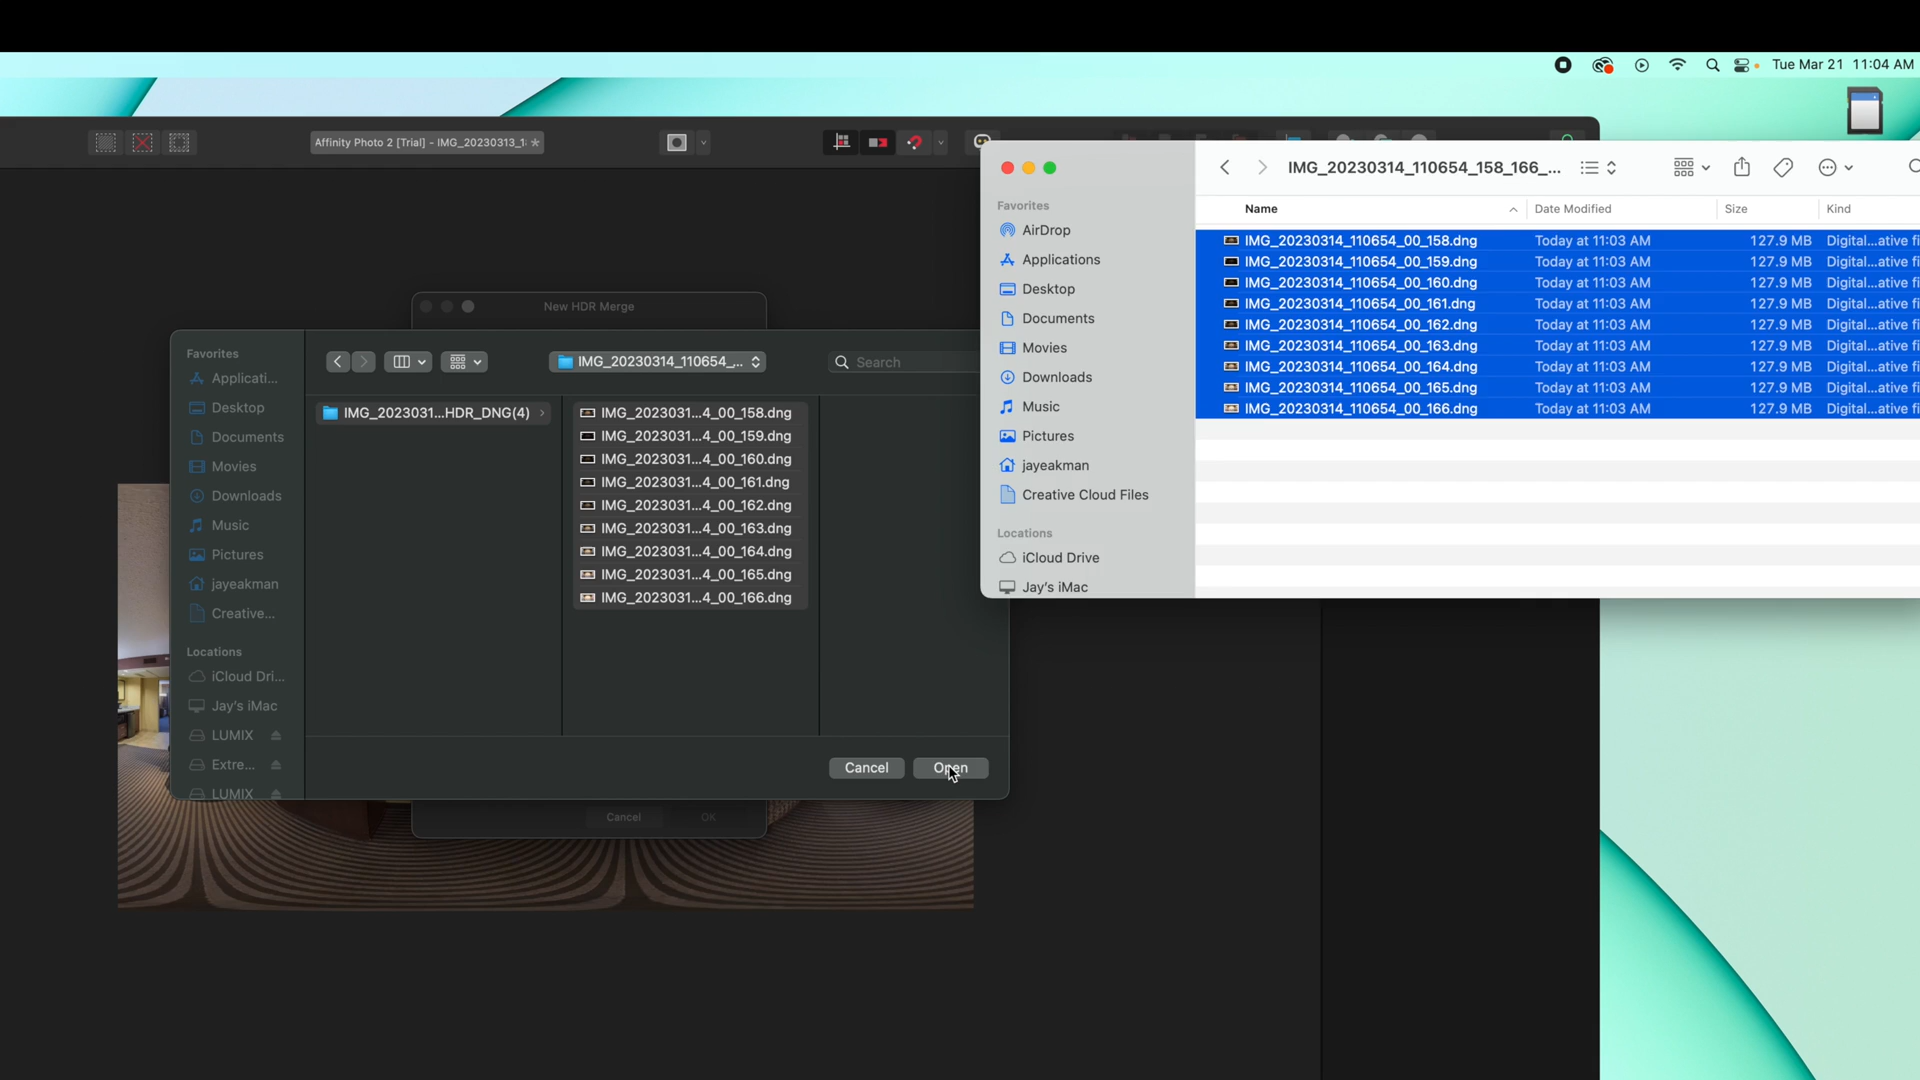 Tue Mar 21 11:04 AM
Affinity Photo 2 [Trial] - IMG_20230313_1: *
New HDR Merge
Favorites
Applicati...
Desktop
Documents
Movies
Downloads
Music
Pictures
jayeakman
Creative...
Locations
iCloud Dri...
Jay's iMac
LUMIX
Extre...
LUMIX
IMG_20230314_110654_...
Search
IMG_2023031...HDR_DNG(4)
IMG_2023031...4_00_158.dng
IMG_2023031...4_00_159.dng
IMG_2023031...4_00_160.dng
IMG_2023031...4_00_161.dng
IMG_2023031...4_00_162.dng
IMG_2023031...4_00_163.dng
IMG_2023031...4_00_164.dng
IMG_2023031...4_00_165.dng
IMG_2023031...4_00_166.dng
Cancel Open
Cancel OK
IMG_20230314_110654_158_166_...
Favorites
AirDrop
Applications
Desktop
Documents
Movies
Downloads
Music
Pictures
jayeakman
Creative Cloud Files
Locations
iCloud Drive
Jay's iMac
Name Date Modified Size Kind
IMG_20230314_110654_00_158.dng Today at 11:03 AM 127.9 MB Digital...ative fi
IMG_20230314_110654_00_159.dng Today at 11:03 AM 127.9 MB Digital...ative fi
IMG_20230314_110654_00_160.dng Today at 11:03 AM 127.9 MB Digital...ative fi
IMG_20230314_110654_00_161.dng Today at 11:03 AM 127.9 MB Digital...ative fi
IMG_20230314_110654_00_162.dng Today at 11:03 AM 127.9 MB Digital...ative fi
IMG_20230314_110654_00_163.dng Today at 11:03 AM 127.9 MB Digital...ative fi
IMG_20230314_110654_00_164.dng Today at 11:03 AM 127.9 MB Digital...ative fi
IMG_20230314_110654_00_165.dng Today at 11:03 AM 127.9 MB Digital...ative fi
IMG_20230314_110654_00_166.dng Today at 11:03 AM 127.9 MB Digital...ative fi